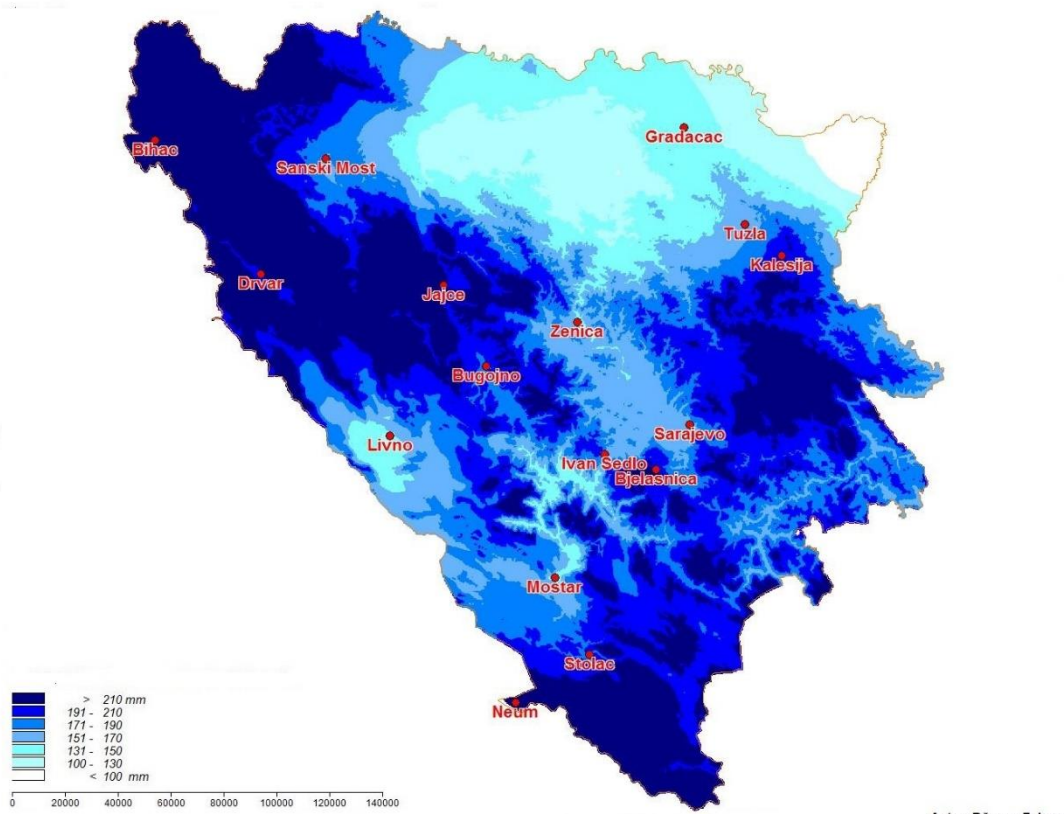 Gradacac
Bihac
Sanski Most
Tuzla
Kalesija
Drvar
Jajce
Zenica
Bugojno
Sarajevo
Livno
Ivan Sedlo
Bjelasnica
Mostar
Stolac
Neum
> 210 mm
191 - 210
171 - 190
151 - 170
131 - 150
100 - 130
< 100 mm
0 20000 40000 60000 80000 100000 120000 140000